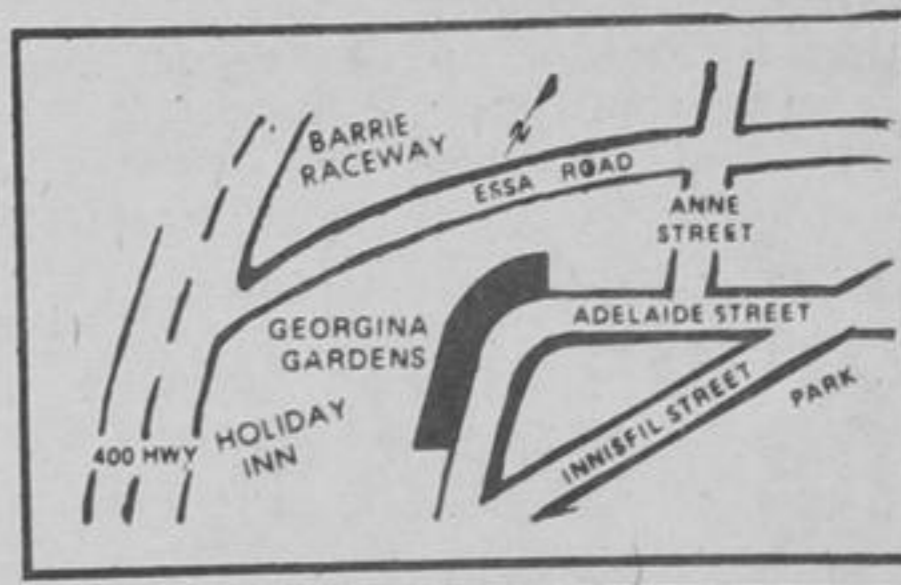 BARRIE
RACEWAY
N
ESSA ROAD
ANNE
STREET
GEORGINA
GARDENS
ADELAIDE STREET
HOLIDAY
INN
400 HWY
INNISFIL STREET
PARK